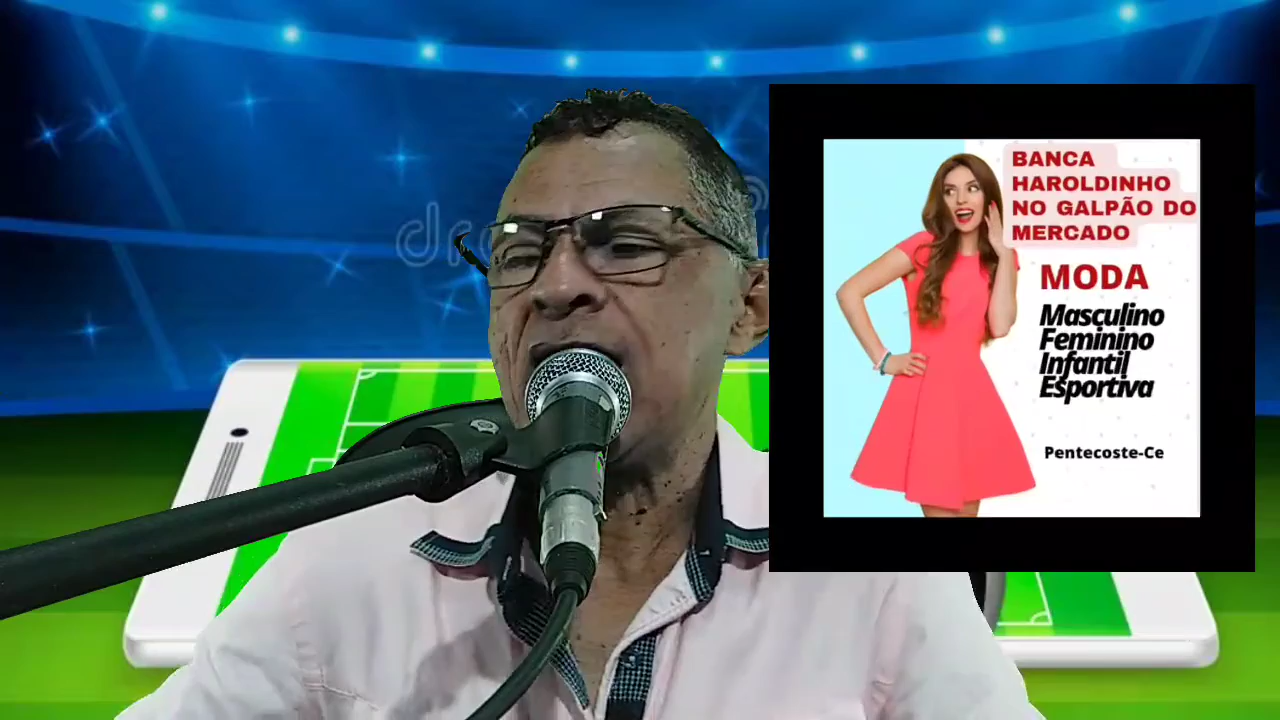 BANCA
HAROLDINHO
NO GALPÃO DO
MERCADO
MODA
Masculino
Feminino
Infantil
Esportiva
Pentecoste-Ce